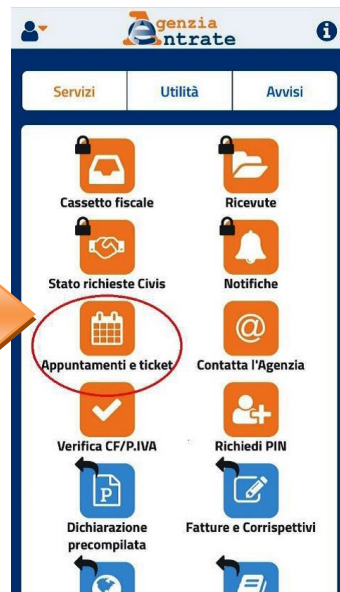 genzia
ntrate
Servizi Utilità Avvisi
Cassetto fiscale Ricevute
Stato richieste Civis Notifiche
Appuntamenti e ticket Contatta l'Agenzia
Verifica CF/P.IVA Richiedi PIN
P
Dichiarazione Fatture e Corrispettivi
precompilata